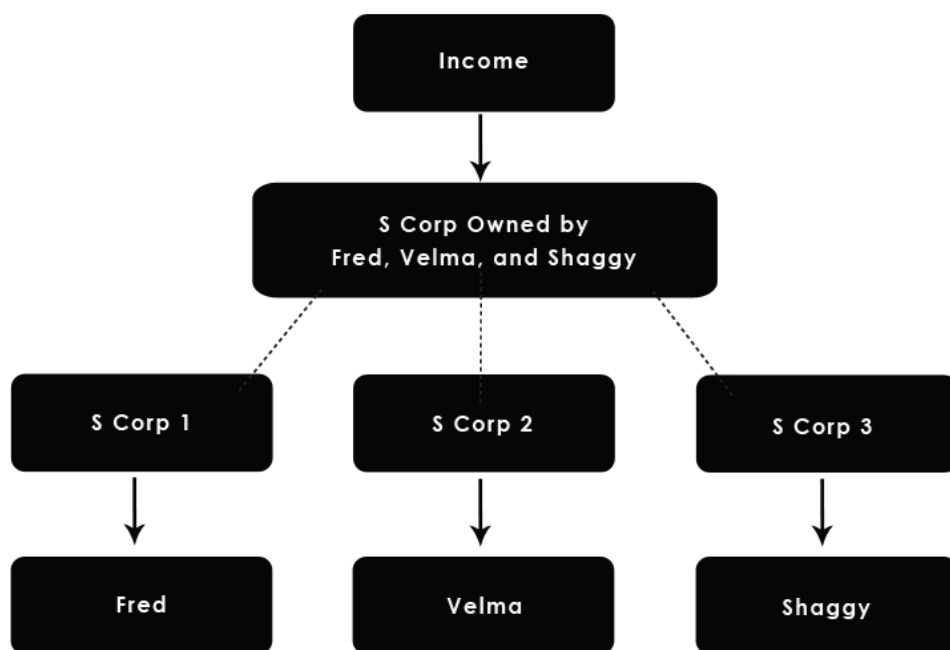 Income
S Corp Owned by
Fred, Velma, and Shaggy
S Corp 1
S Corp 2
S Corp 3
Fred
Velma
Shaggy